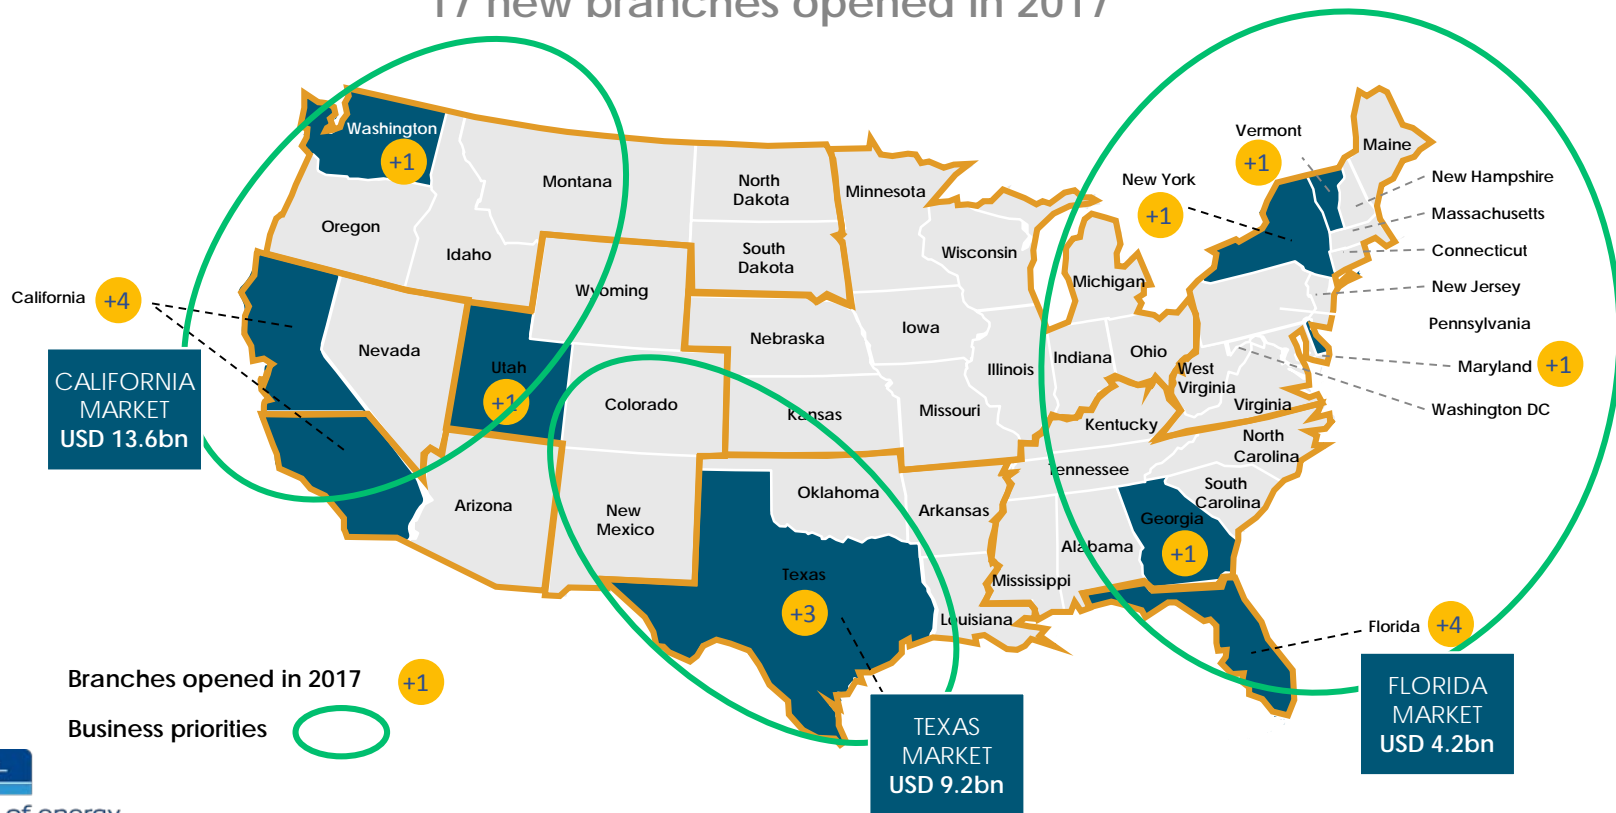 17 new branches opened in 2017
Washington
+1
Montana
North
Dakota
Minnesota
Vermont
+1
Maine
New York
+1
New Hampshire
Massachusetts
Connecticut
New Jersey
Pennsylvania
Maryland
+1
Washington DC
Oregon
Idaho
South
Dakota
Wisconsin
Michigan
Wyoming
California
+4
CALIFORNIA
MARKET
USD 13.6bn
Nevada
Utah
+1
Colorado
Nebraska
Iowa
Illinois
Indiana
Ohio
West
Virginia
Virginia
Kansas
Missouri
Kentucky
North
Carolina
Tennessee
South
Carolina
Arizona
New
Mexico
Oklahoma
Arkansas
Georgia
+1
Alabama
Mississippi
Texas
+3
Louisiana
Florida
+4
FLORIDA
MARKET
USD 4.2bn
TEXAS
MARKET
USD 9.2bn
Branches opened in 2017
+1
Business priorities
of energy